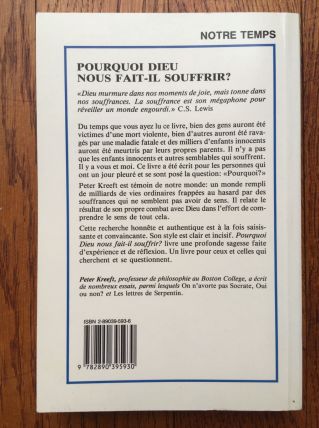 NOTRE TEMPS
POURQUOI DIEU
NOUS FAIT-IL SOUFFRIR?
«Dieu murmure dans nos moments de joie, mais tonne dans
nos souffrances. La souffrance est son mégaphone pour
réveiller un monde engourdi.» C.S. Lewis
Du temps que vous ayez lu ce livre, bien des gens auront été
victimes d'une mort violente, bien d'autres auront été rava-
gés par une maladie fatale et des milliers d'enfants innocents
auront été meurtris par leurs propres parents. Il n'y a pas
que les enfants innocents et autres semblables qui souffrent.
Il y a vous et moi. Ce livre a été écrit pour les personnes qui
ont un jour pleuré et se sont posé la question: «Pourquoi?»
Peter Kreeft est témoin de notre monde: un monde rempli
de milliards de vies ordinaires frappées au hasard par des
souffrances qui ne semblent pas avoir de sens. Il relate le
résultat de son propre combat avec Dieu dans l'effort de com-
prendre le sens de tout cela.
Cette recherche honnête et authentique est à la fois saisis-
sante et convaincante. Son style est clair et incisif. Pourquoi
Dieu nous fait-il souffrir? livre une profonde sagesse faite
d'expérience et de réflexion. Un livre pour ceux et celles qui
cherchent et se questionnent.
Peter Kreeft, professeur de philosophie au Boston College, a écrit
de nombreux essais, parmi lesquels On n'avorte pas Socrate, Oui
ou non? et Les lettres de Serpentin.
ISBN 2-89039-593-6
9 782890 395930